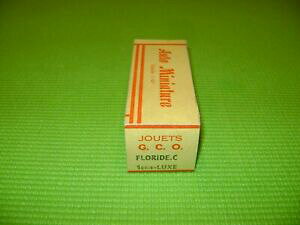 Auto Miniature
JOUETS
G. C. O.
FLORIDE.C
LUXE